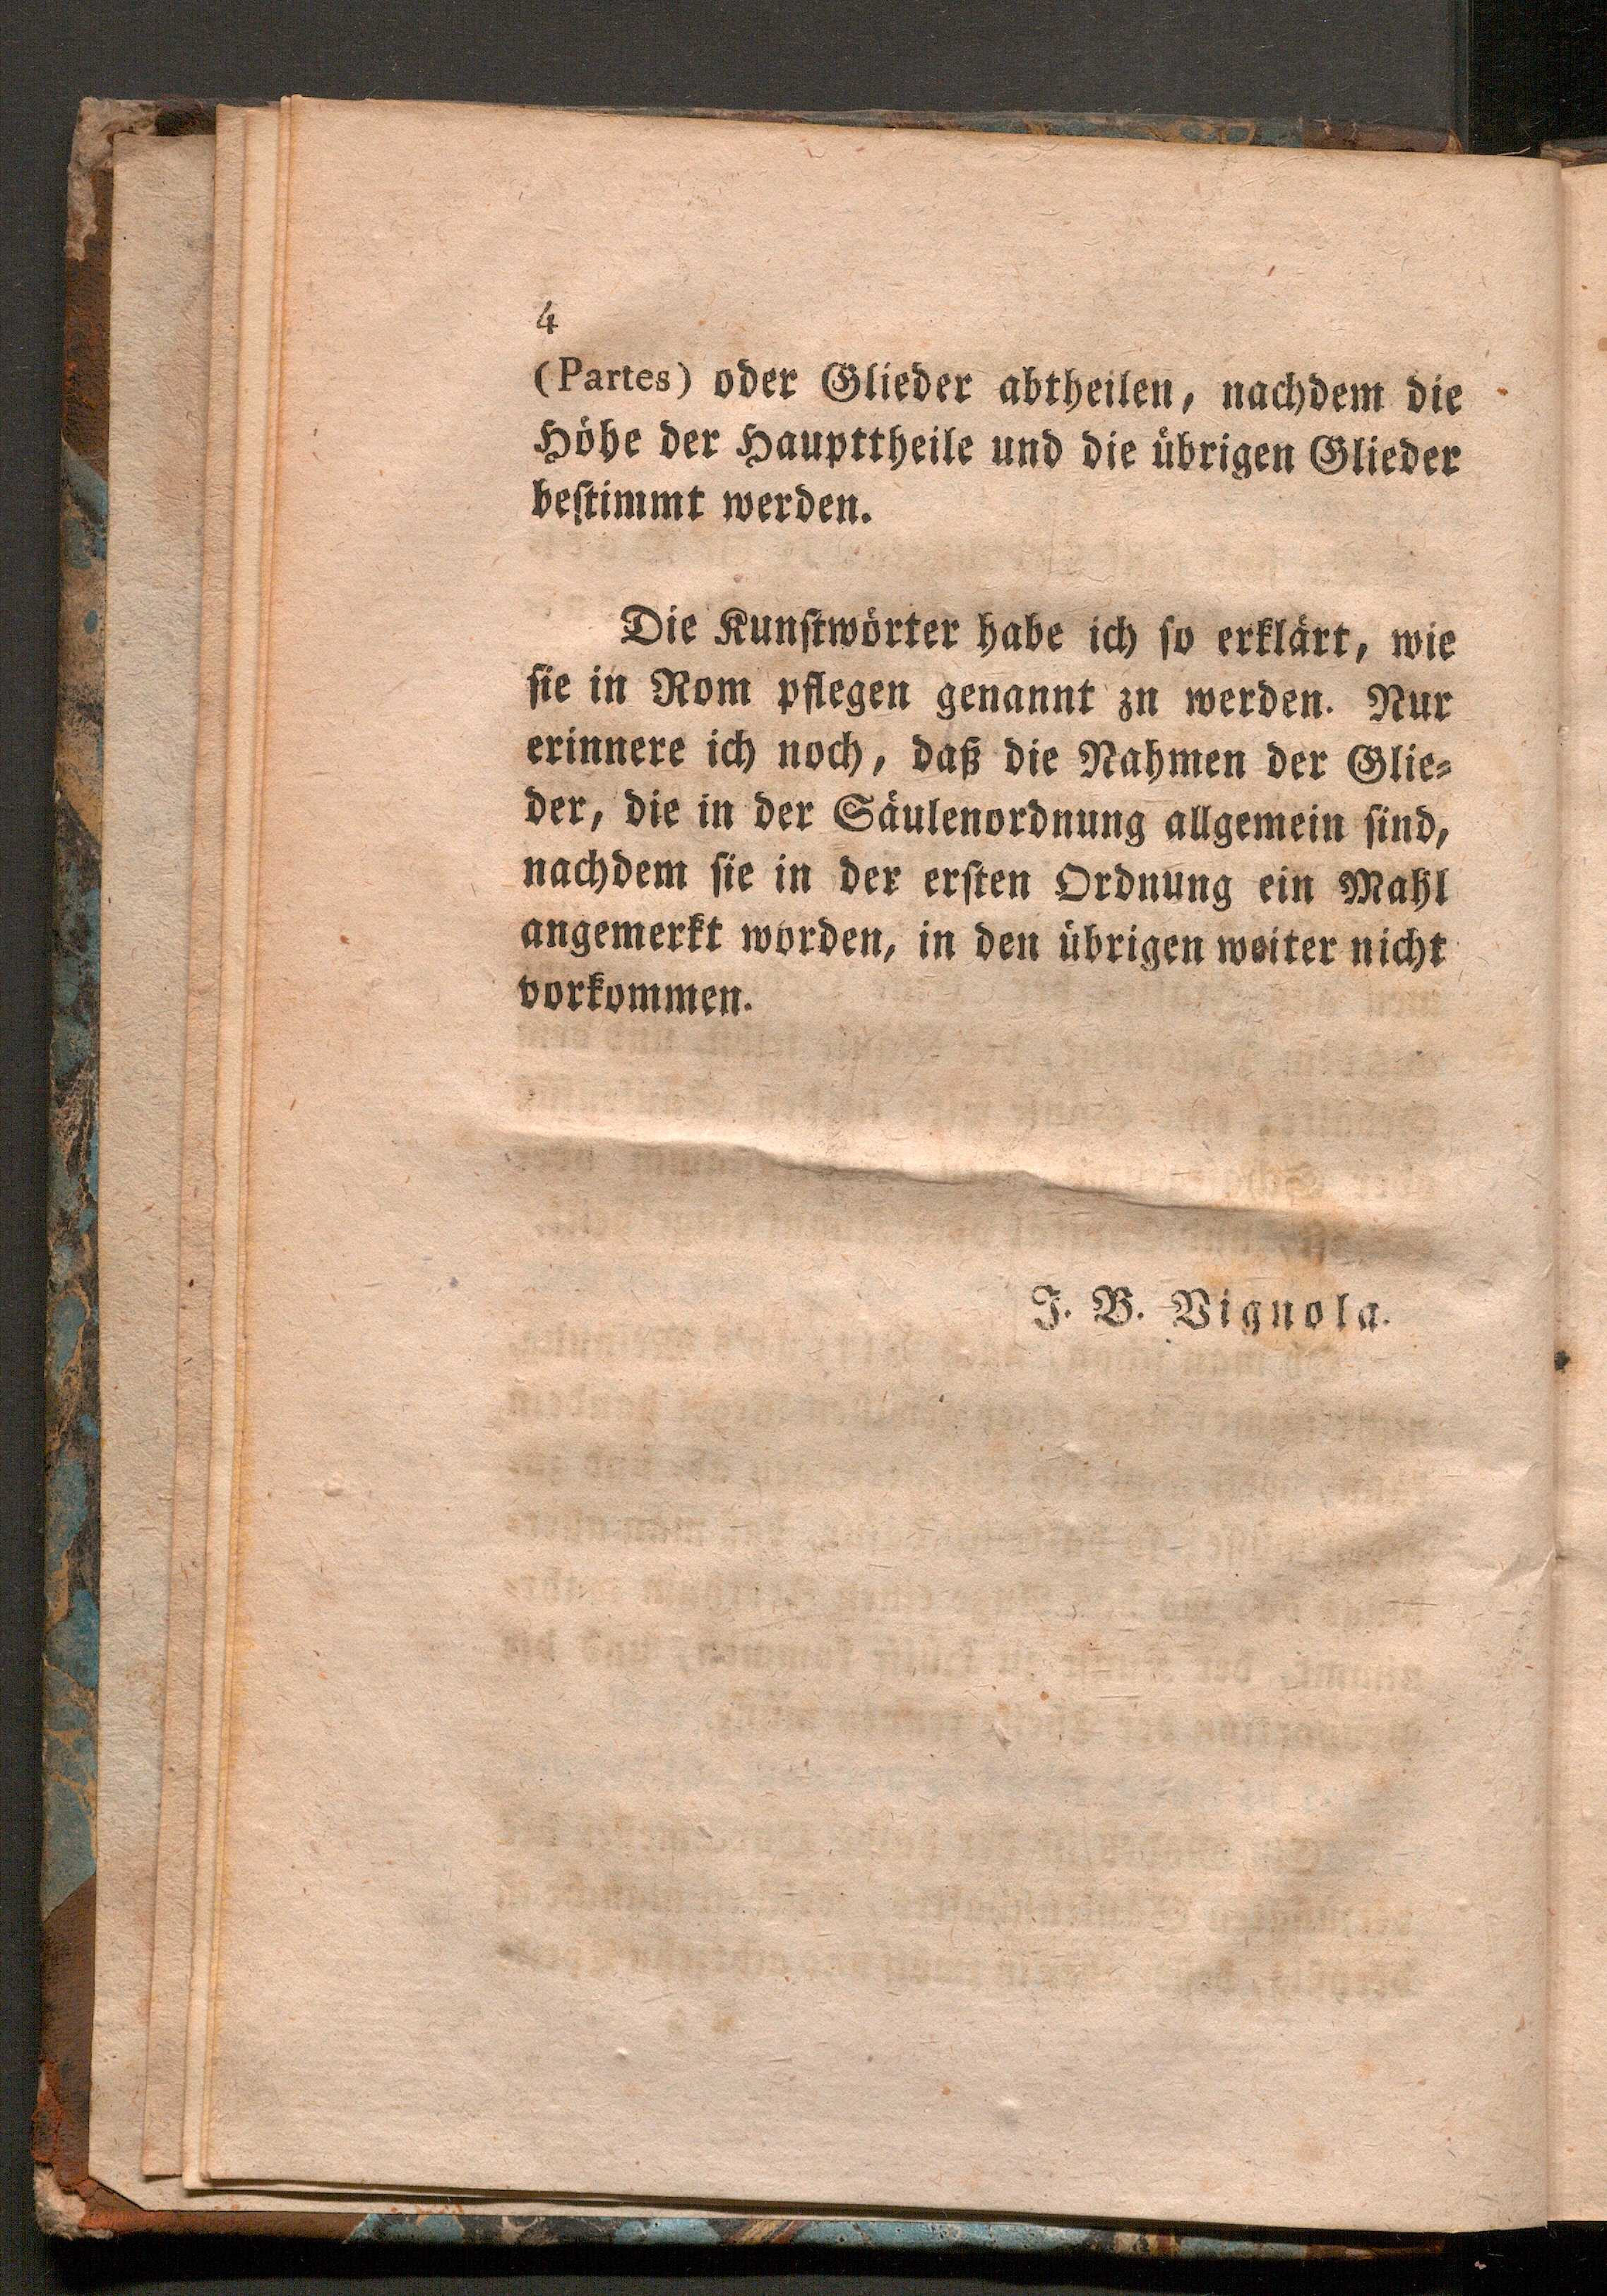 4
(Partes) oder Glieder abtheilen, nachdem die
Höhe der Haupttheile und die übrigen Glieder
beſtimmt werden.
Die Kunſtwörter habe ich ſo erklärt, wie
ſie in Rom pflegen genannt zn werden. Nur
erinnere ich noch, daß die Nahmen der Glie⸗
der, die in der Säulenordnung allgemein ſind,
nachdem ſie in der erſten Ordnung ein Mahl
angemerkt worden, in den übrigen weiter nicht
vorkommen.
J. B. Vignola.